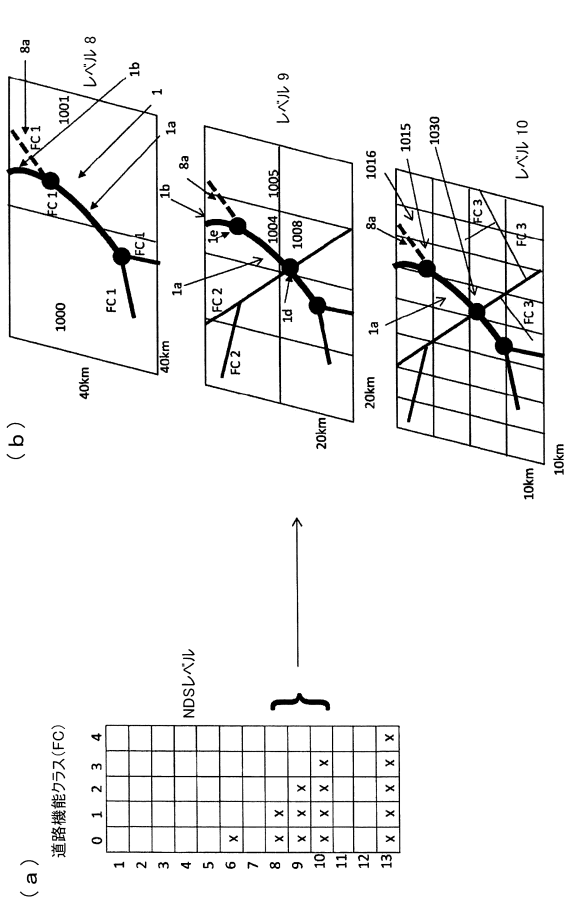 (a)
道路機能クラス(FC)
0 1 2 3 4
NDSレベル
1
2
3
4
5
6 x
7
8 x x
9 x x x
10 x x x x
11
12
13 x x x x x
(b)
レベル 8
8a
1b
1
1a
1001
1000
FC 1
FC 1
FC 1
FC 1
40km
40km
レベル 9
8a
1b
1e
1a
1d
1004
1005
1008
FC 2
FC 2
20km
20km
レベル 10
8a
1016
1015
1030
1a
FC 3
FC 3
FC 3
10km
10km